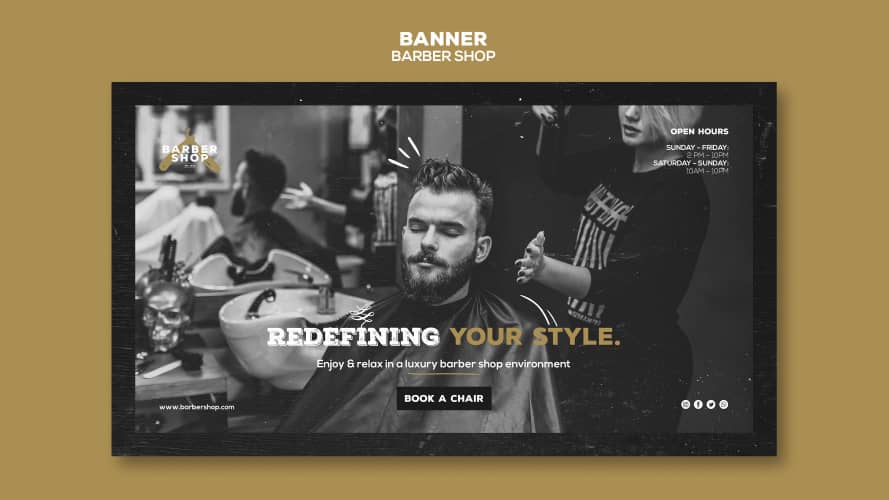 BANNER
BARBER SHOP
BARBER
SHOP
OPEN HOURS
SUNDAY - FRIDAY:
2 PM – 10PM
SATURDAY - SUNDAY:
10AM – 10PM
REDEFINING YOUR STYLE.
Enjoy & relax in a luxury barber shop environment
BOOK A CHAIR
www.borbershop.com